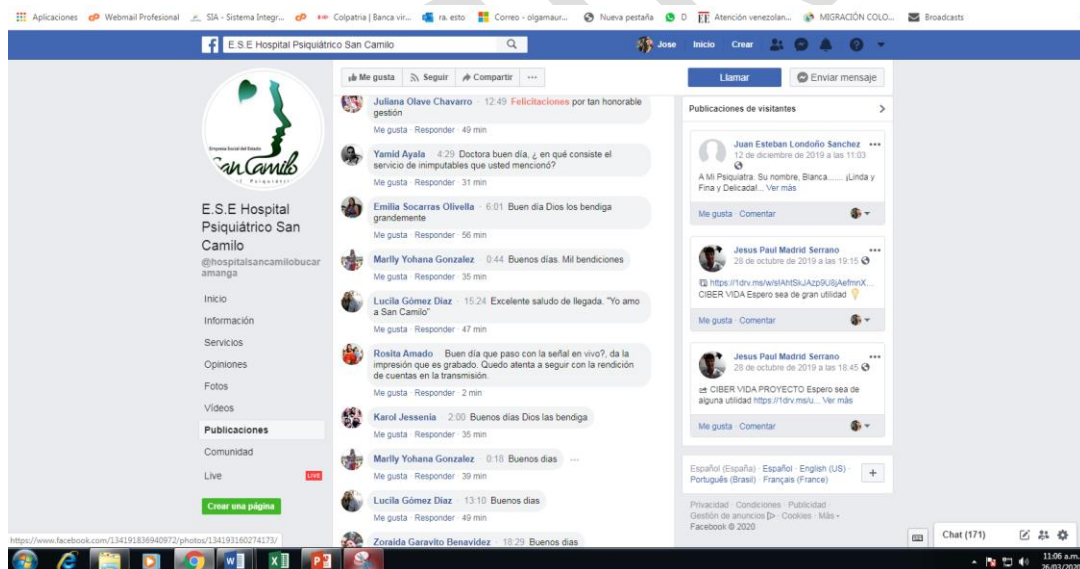 Aplicaciones Webmail Profesional SIA - Sistema Integr... Colpatria | Banca vir... ra. esto Correo - olgamaur... Nueva pestaña D Atención venezolan... MIGRACIÓN COLO... Broadcasts
E.S.E Hospital Psiquiátrico San Camilo
Jose Inicio Crear
Empresa Social del Estado
San Camilo
E.S.E Hospital
Psiquiátrico San
Camilo
@hospitalsancamilobucar
amanga
Inicio
Información
Servicios
Opiniones
Fotos
Vídeos
Publicaciones
Comunidad
Live LIVE
Crear una página
Me gusta Seguir Compartir ...
Juliana Olave Chavarro · 12:49 Felicitaciones por tan honorable
gestión
Me gusta · Responder · 49 min
Yamid Ayala · 4:29 Doctora buen día, ¿ en qué consiste el
servicio de inimputables que usted mencionó?
Me gusta · Responder · 31 min
Emilia Socarras Olivella · 6:01 Buen día Dios los bendiga
grandemente
Me gusta · Responder · 56 min
Marlly Yohana Gonzalez · 0:44 Buenos días. Mil bendiciones
Me gusta · Responder · 35 min
Lucila Gómez Díaz · 15:24 Excelente saludo de llegada. "Yo amo
a San Camilo"
Me gusta · Responder · 47 min
Rosita Amado · Buen día que paso con la señal en vivo?, da la
impresión que es grabado. Quedo atenta a seguir con la rendición
de cuentas en la transmisión.
Me gusta · Responder · 2 min
Karol Jessenia · 2:00 Buenos días Dios las bendiga
Me gusta · Responder · 35 min
Marlly Yohana Gonzalez · 0:18 Buenos dias ...
Me gusta · Responder · 39 min
Lucila Gómez Díaz · 13:10 Buenos dias
Me gusta · Responder · 49 min
Zoraida Garavito Benavidez · 18:29 Buenos dias
Llamar Enviar mensaje
Publicaciones de visitantes
Juan Esteban Londoño Sanchez ...
12 de diciembre de 2019 a las 11:03
A Mi Psiquiatra. Su nombre, Blanca....... ¡Linda y
Fina y Delicada!... Ver más
Me gusta · Comentar
Jesus Paul Madrid Serrano ...
28 de octubre de 2019 a las 19:15
CIBER VIDA Espero sea de gran utilidad
Me gusta · Comentar
Jesus Paul Madrid Serrano ...
28 de octubre de 2019 a las 18:45
CIBER VIDA PROYECTO Espero sea de
alguna utilidad https://1drv.ms/u... Ver más
Me gusta · Comentar
Español (España) · Español · English (US) ·
Português (Brasil) · Français (France)
Privacidad · Condiciones · Publicidad ·
Gestión de anuncios · Cookies · Más
Facebook © 2020
https://www.facebook.com/134191836940972/photos/134193160274173/
Chat (171)
11:06 a.m.
26/03/2020